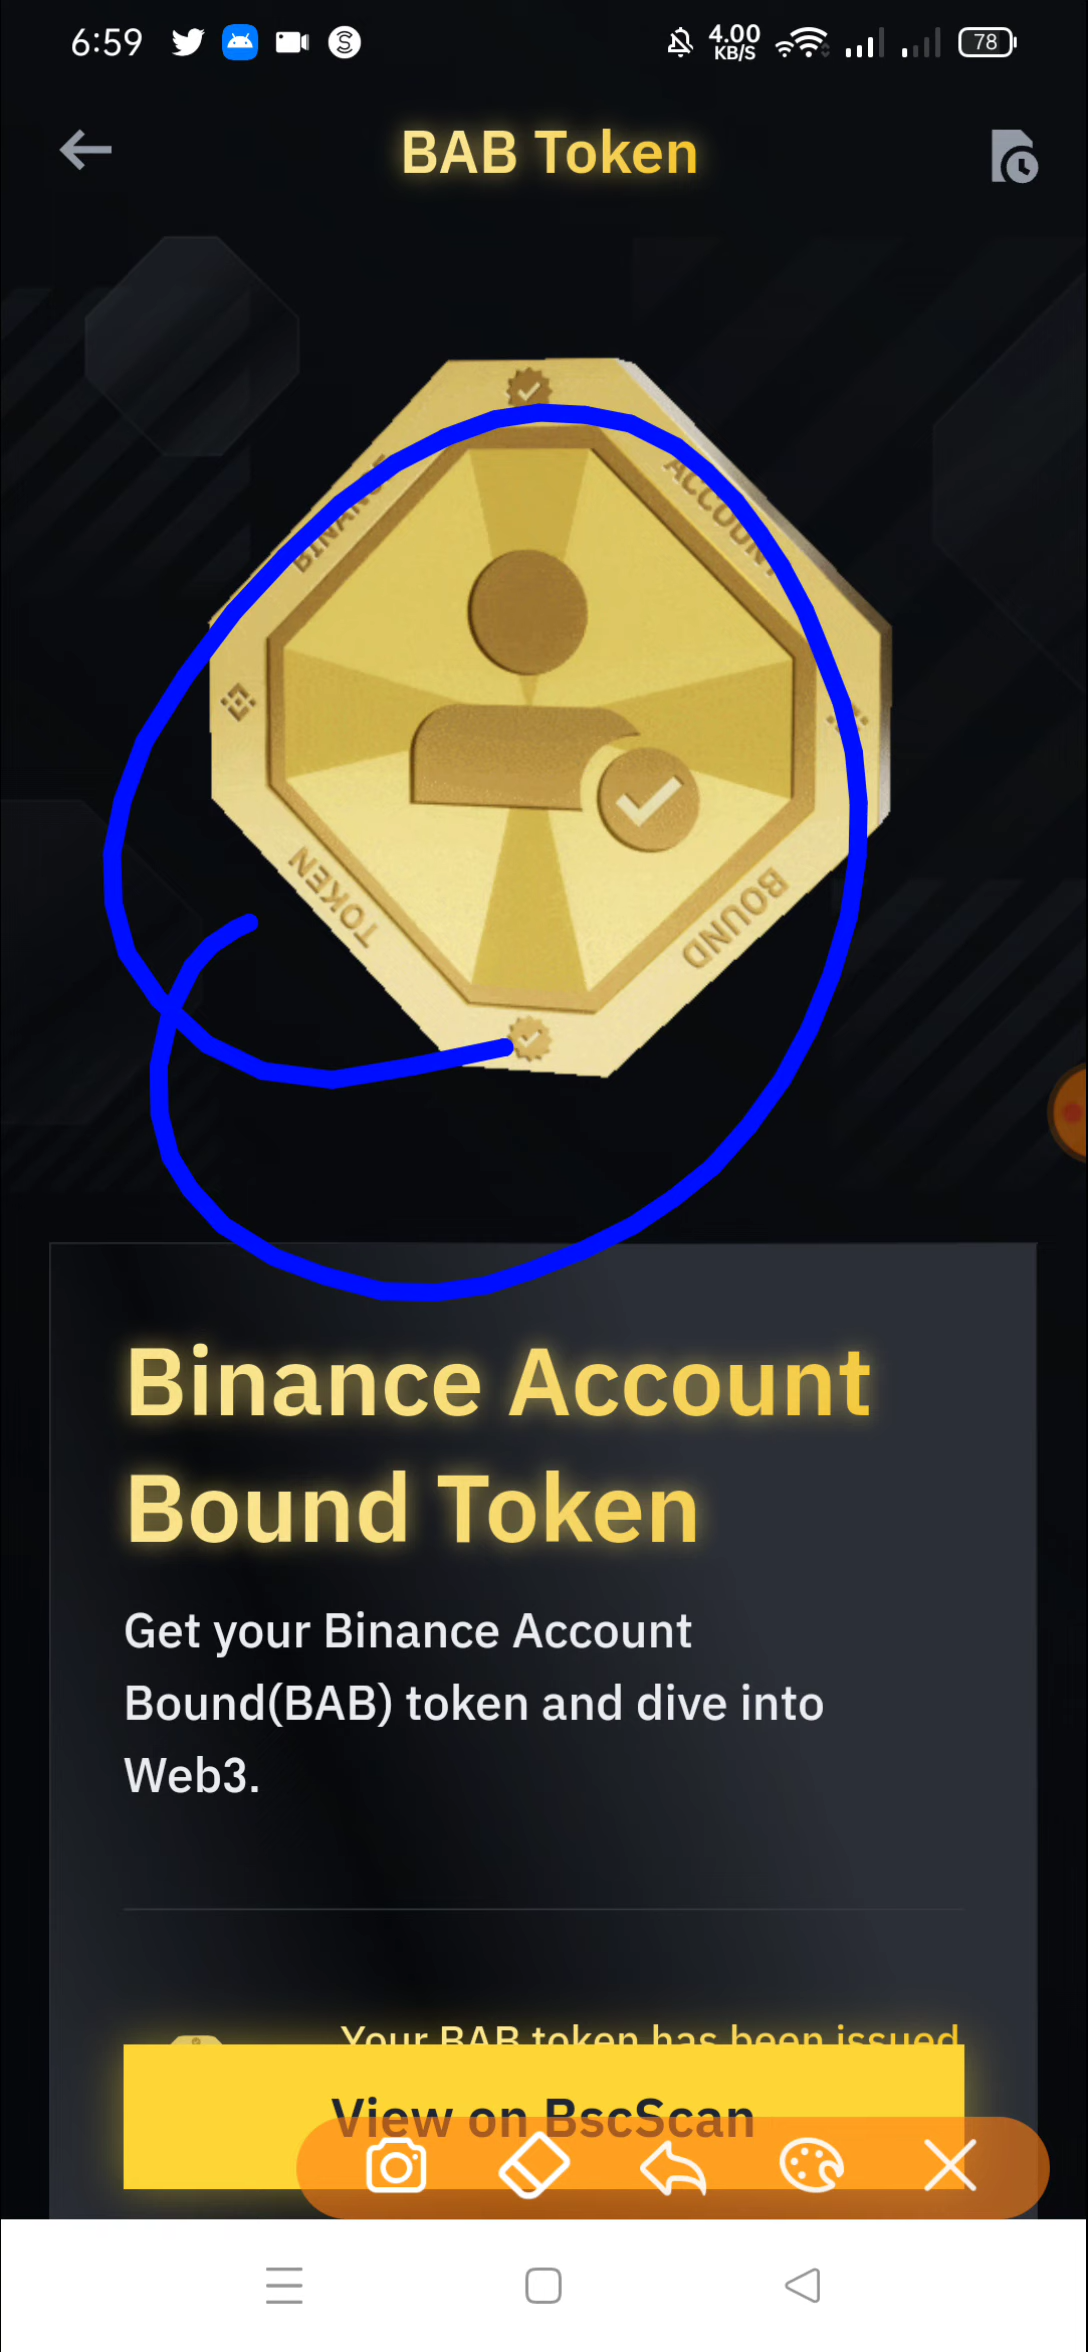 6:59
4.00
KB/S
78
BAB Token
ACCOUNT
TOKEN
BOUND
Binance Account
Bound Token
Get your Binance Account
Bound(BAB) token and dive into
Web3.
Your BAB token has been issued
View on BscScan